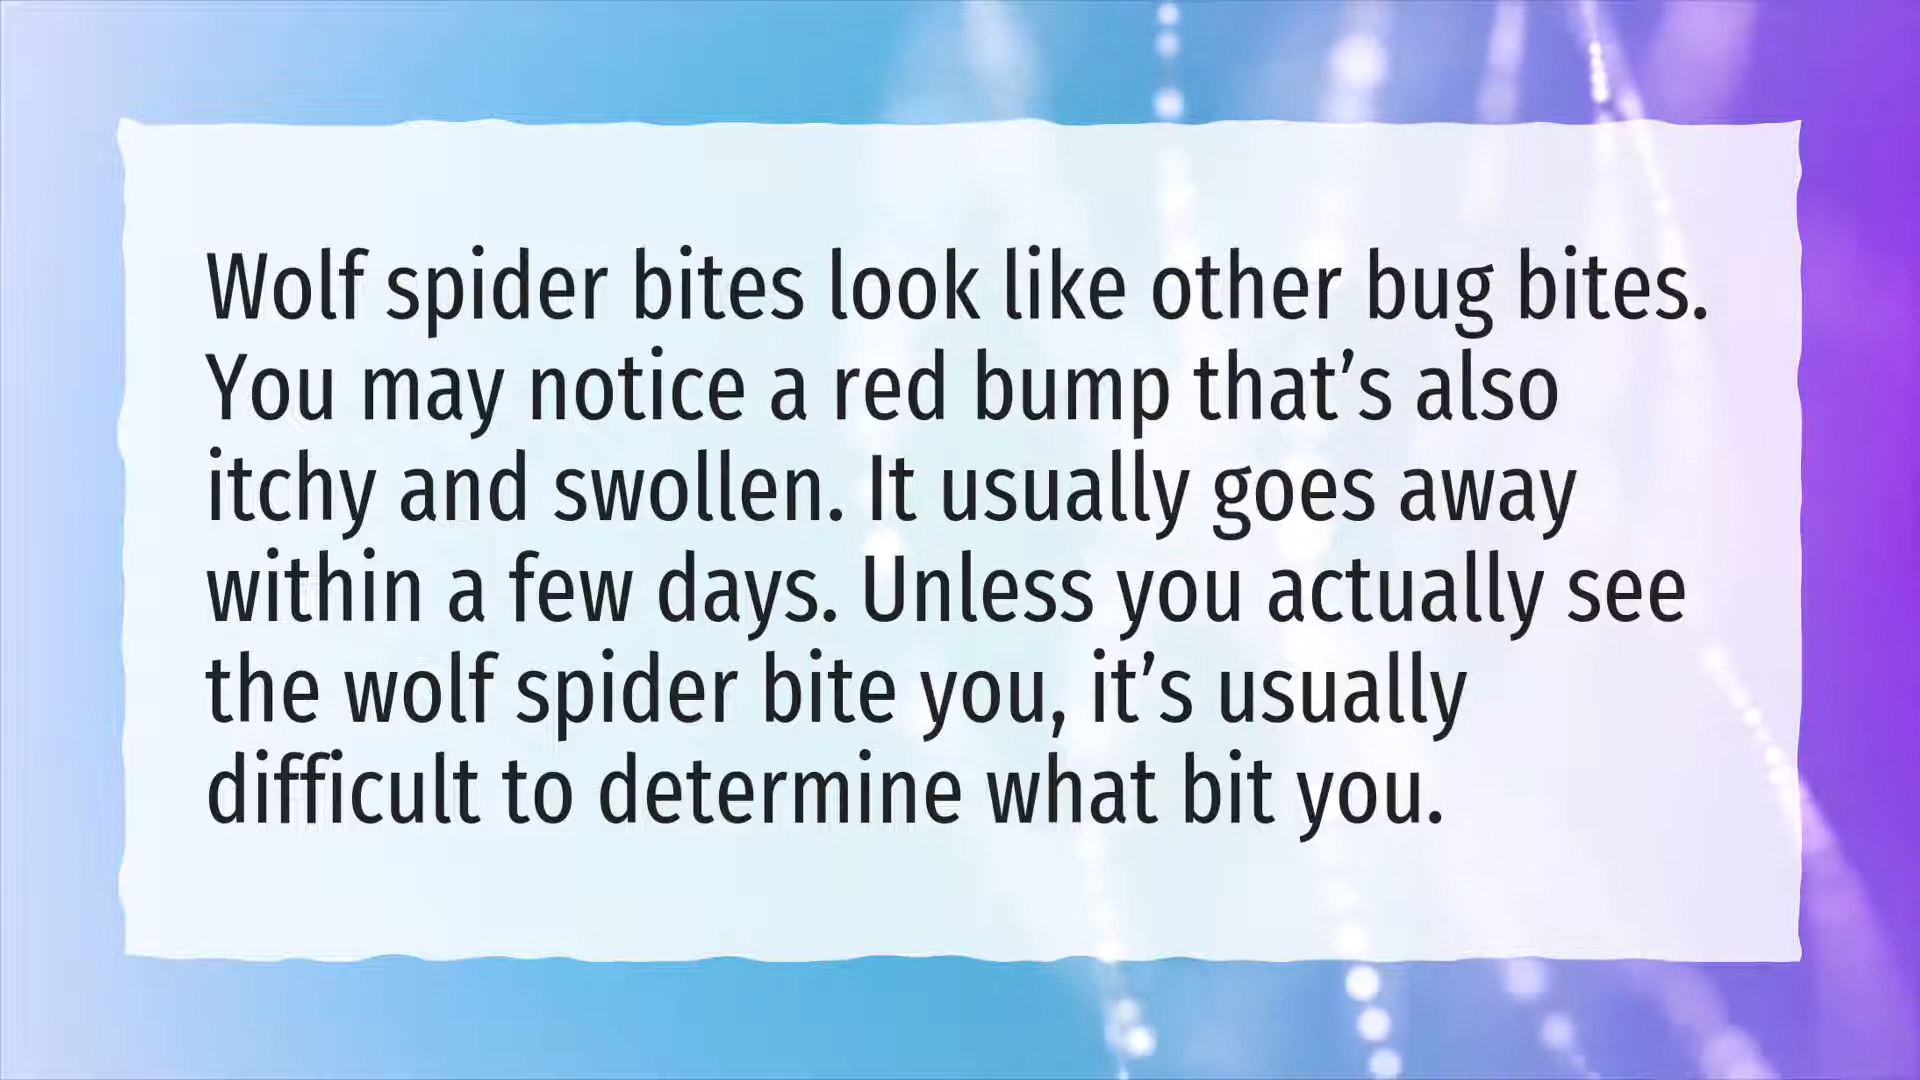 Wolf spider bites look like other bug bites.
You may notice a red bump that’s also
itchy and swollen. It usually goes away
within a few days. Unless you actually see
the wolf spider bite you, it’s usually
difficult to determine what bit you.